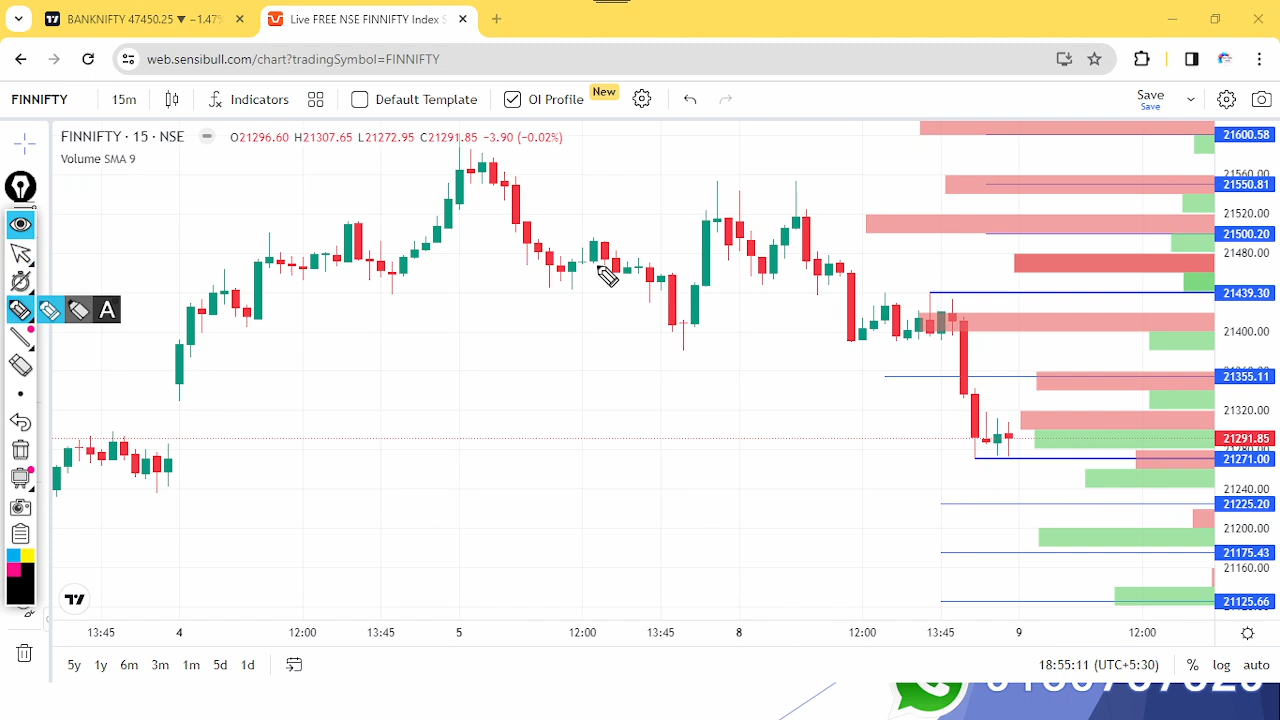 BANKNIFTY 47450.25 ▼ −1.47%
Live FREE NSE FINNIFTY Index S
web.sensibull.com/chart?tradingSymbol=FINNIFTY
FINNIFTY 15m Indicators Default Template OI Profile New Save
Save
FINNIFTY · 15 · NSE O21296.60 H21307.65 L21272.95 C21291.85 −3.90 (−0.02%)
Volume SMA 9
A
21600.58
21560.00
21550.81
21520.00
21500.20
21480.00
21439.30
21400.00
21355.11
21320.00
21291.85
21271.00
21240.00
21225.20
21200.00
21175.43
21160.00
21125.66
13:45 4 12:00 13:45 5 12:00 13:45 8 12:00 13:45 9 12:00
5y 1y 6m 3m 1m 5d 1d 18:55:11 (UTC+5:30) % log auto